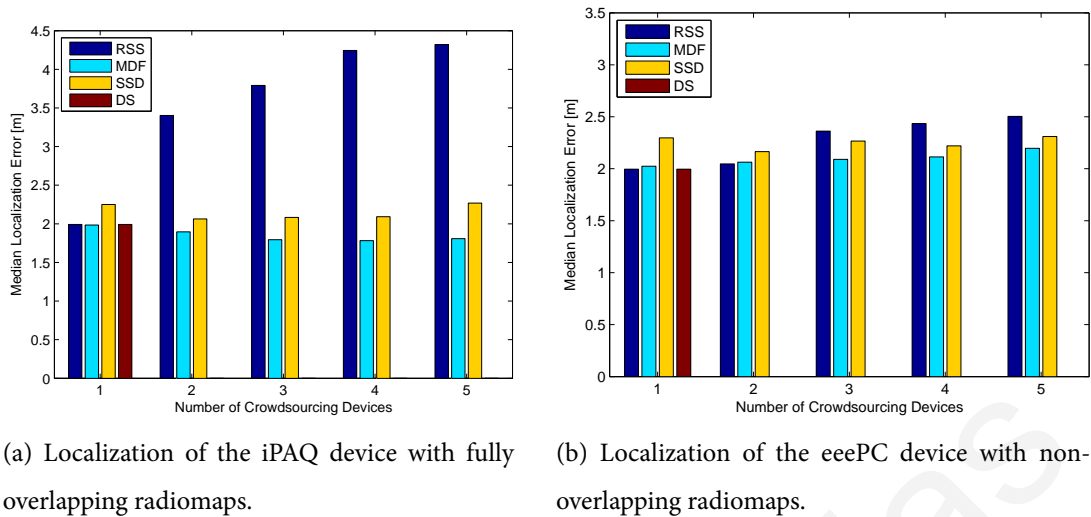 4.5
4
3.5
3
2.5
2
1.5
1
0.5
0
Median Localization Error [m]
RSS
MDF
SSD
DS
1 2 3 4 5
Number of Crowdsourcing Devices
(a) Localization of the iPAQ device with fully
overlapping radiomaps.
3.5
3
2.5
2
1.5
1
0.5
0
Median Localization Error [m]
RSS
MDF
SSD
DS
1 2 3 4 5
Number of Crowdsourcing Devices
(b) Localization of the eeePC device with non-
overlapping radiomaps.